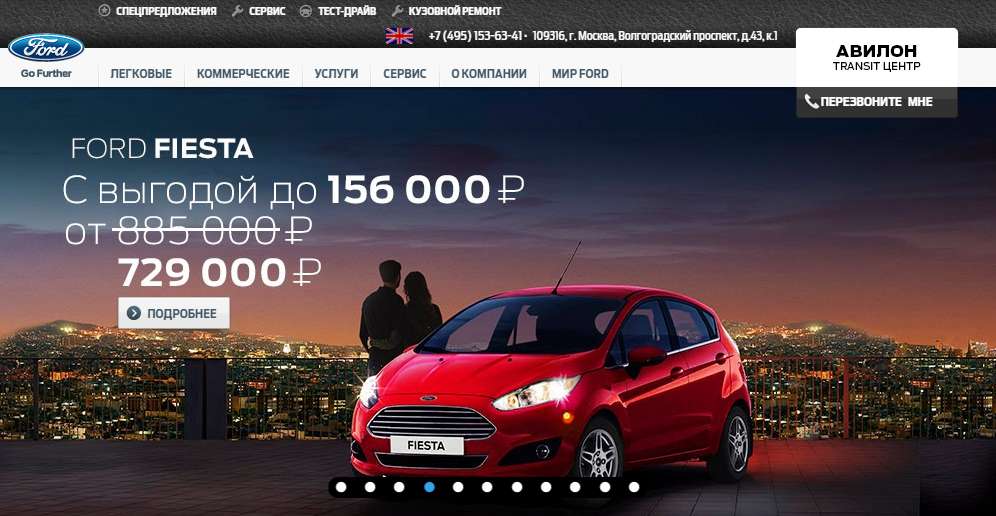 СПЕЦПРЕДЛОЖЕНИЯ СЕРВИС ТЕСТ-ДРАЙВ КУЗОВНОЙ РЕМОНТ
+7 (495) 153-63-41 • 109316, г. Москва, Волгоградский проспект, д.43, к.1
Ford
Go Further
ЛЕГКОВЫЕ КОММЕРЧЕСКИЕ УСЛУГИ СЕРВИС О КОМПАНИИ МИР FORD
АВИЛОН
TRANSIT ЦЕНТР
ПЕРЕЗВОНИТЕ МНЕ
FORD FIESTA
С выгодой до 156 000 ₽
от 885 000 ₽
729 000 ₽
ПОДРОБНЕЕ
FIESTA